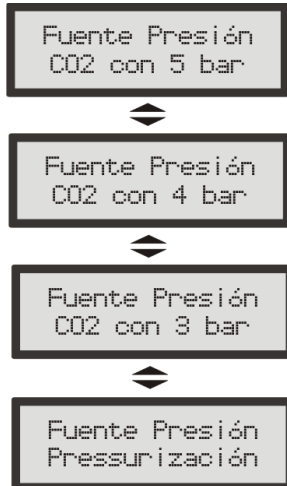 Fuente Presión
CO2 con 5 bar
Fuente Presión
CO2 con 4 bar
Fuente Presión
CO2 con 3 bar
Fuente Presión
Pressurización